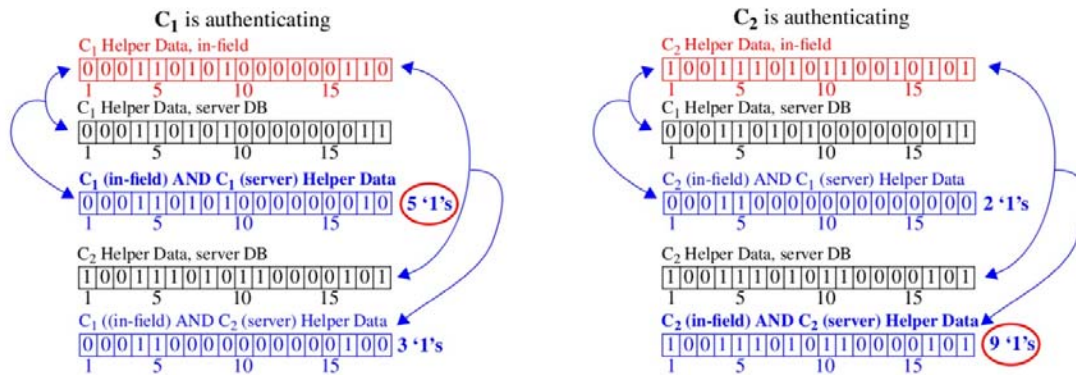 C1 is authenticating
C1 Helper Data, in-field
0 0 0 1 1 0 1 0 1 0 0 0 0 0 0 1 1 0
1 5 10 15
C1 Helper Data, server DB
0 0 0 1 1 0 1 0 1 0 0 0 0 0 0 0 1 1
1 5 10 15
C1 (in-field) AND C1 (server) Helper Data
0 0 0 1 1 0 1 0 1 0 0 0 0 0 0 0 1 0 5 ‘1’s
1 5 10 15
C2 Helper Data, server DB
1 0 0 1 1 1 0 1 0 1 1 0 0 0 0 1 0 1
1 5 10 15
C1 ((in-field) AND C2 (server) Helper Data
0 0 0 1 1 0 0 0 0 0 0 0 0 0 0 1 0 0 3 ‘1’s
1 5 10 15
C2 is authenticating
C2 Helper Data, in-field
1 0 0 1 1 1 0 1 0 1 1 0 0 1 0 1 0 1
1 5 10 15
C1 Helper Data, server DB
0 0 0 1 1 0 1 0 1 0 0 0 0 0 0 0 1 1
1 5 10 15
C2 (in-field) AND C1 (server) Helper Data
0 0 0 1 1 0 0 0 0 0 0 0 0 0 0 0 0 0 2 ‘1’s
1 5 10 15
C2 Helper Data, server DB
1 0 0 1 1 1 0 1 0 1 1 0 0 0 0 1 0 1
1 5 10 15
C2 (in-field) AND C2 (server) Helper Data
1 0 0 1 1 1 0 1 0 1 1 0 0 0 0 1 0 1 9 ‘1’s
1 5 10 15